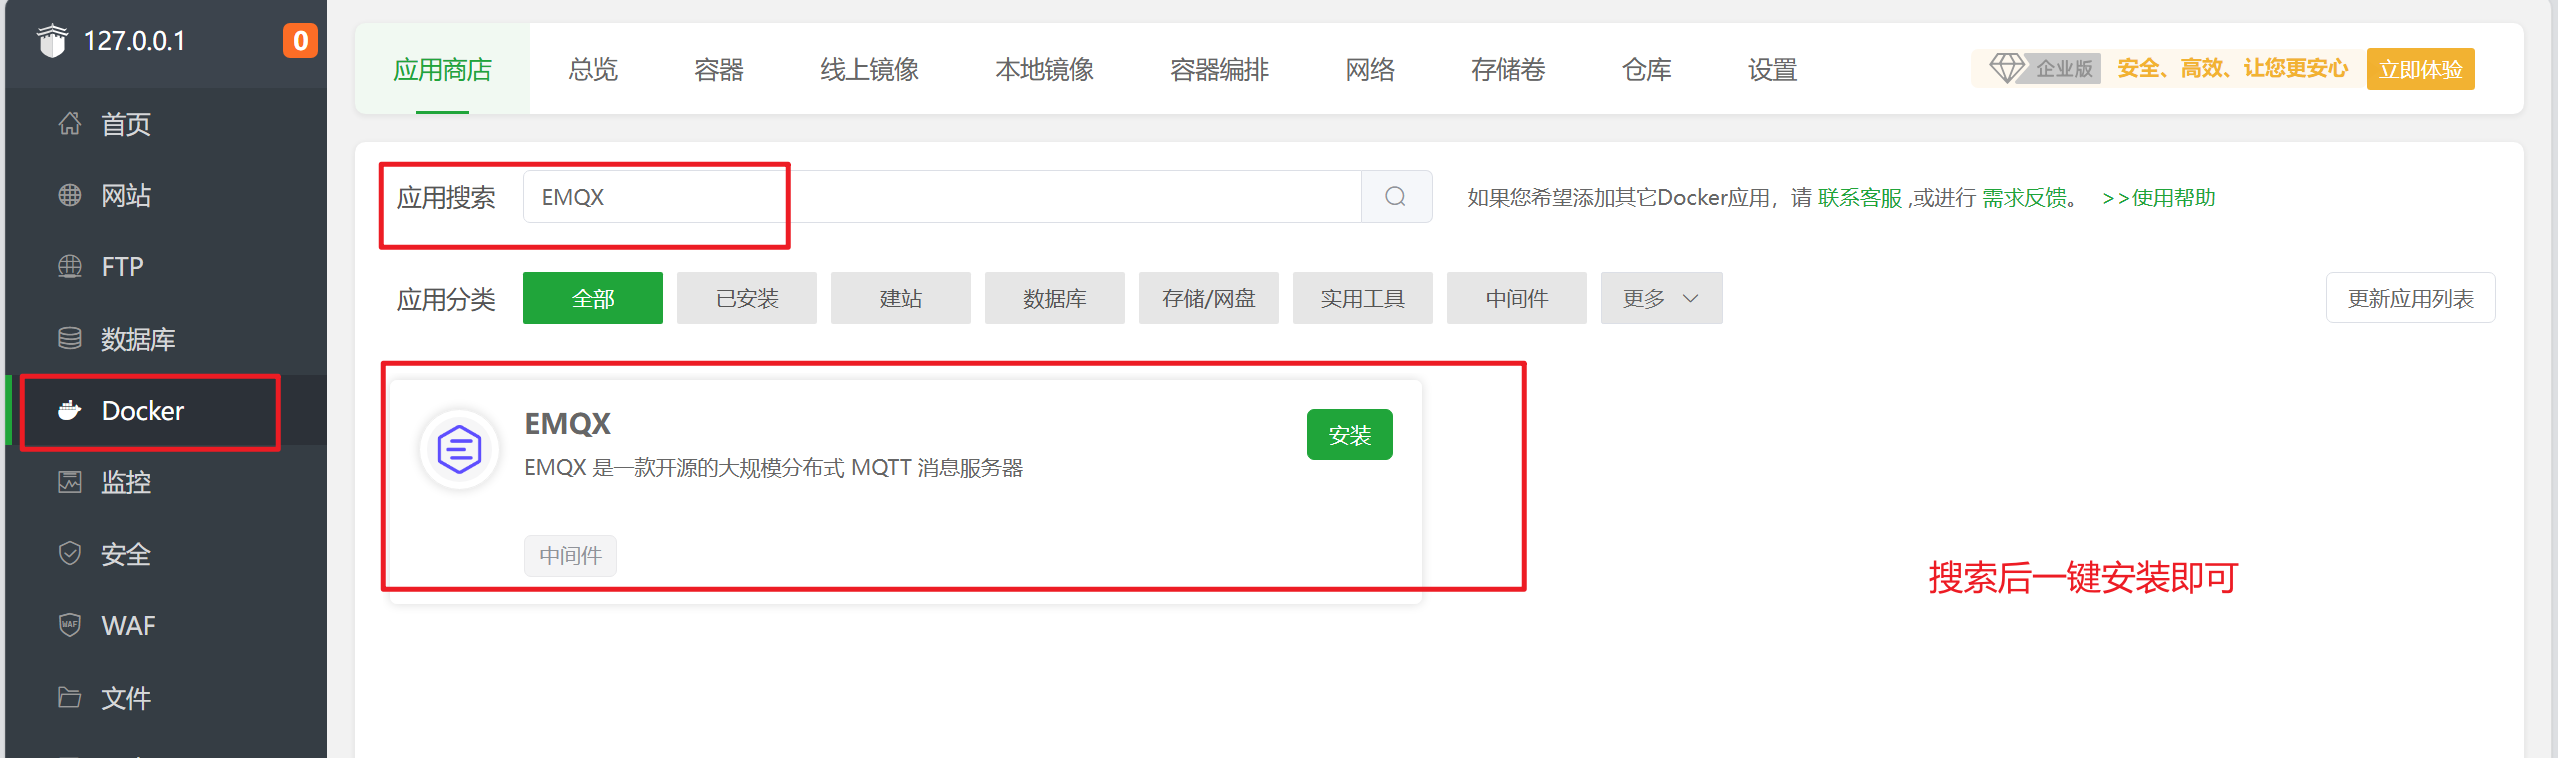 127.0.0.1
0
首页
网站
FTP
数据库
Docker
监控
安全
WAF
文件
应用商店 总览 容器 线上镜像 本地镜像 容器编排 网络 存储卷 仓库 设置
企业版 安全、高效、让您更安心 立即体验
应用搜索 EMQX 如果您希望添加其它Docker应用，请 联系客服 ,或进行 需求反馈。 >>使用帮助
应用分类 全部 已安装 建站 数据库 存储/网盘 实用工具 中间件 更多 更新应用列表
EMQX
安装
EMQX 是一款开源的大规模分布式 MQTT 消息服务器
中间件
搜索后一键安装即可